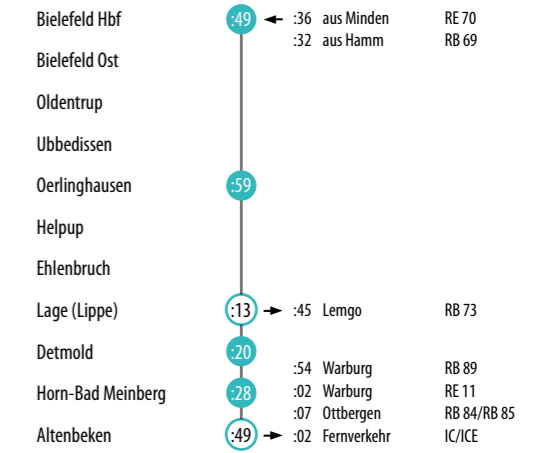 Bielefeld Hbf :49 :36 aus Minden RE 70
:32 aus Hamm RB 69
Bielefeld Ost
Oldentrup
Ubbedissen
Oerlinghausen :59
Helpup
Ehlenbruch
Lage (Lippe) :13 :45 Lemgo RB 73
Detmold :20
:54 Warburg RB 89
Horn-Bad Meinberg :28 :02 Warburg RE 11
:07 Ottbergen RB 84/RB 85
Altenbeken :49 :02 Fernverkehr IC/ICE